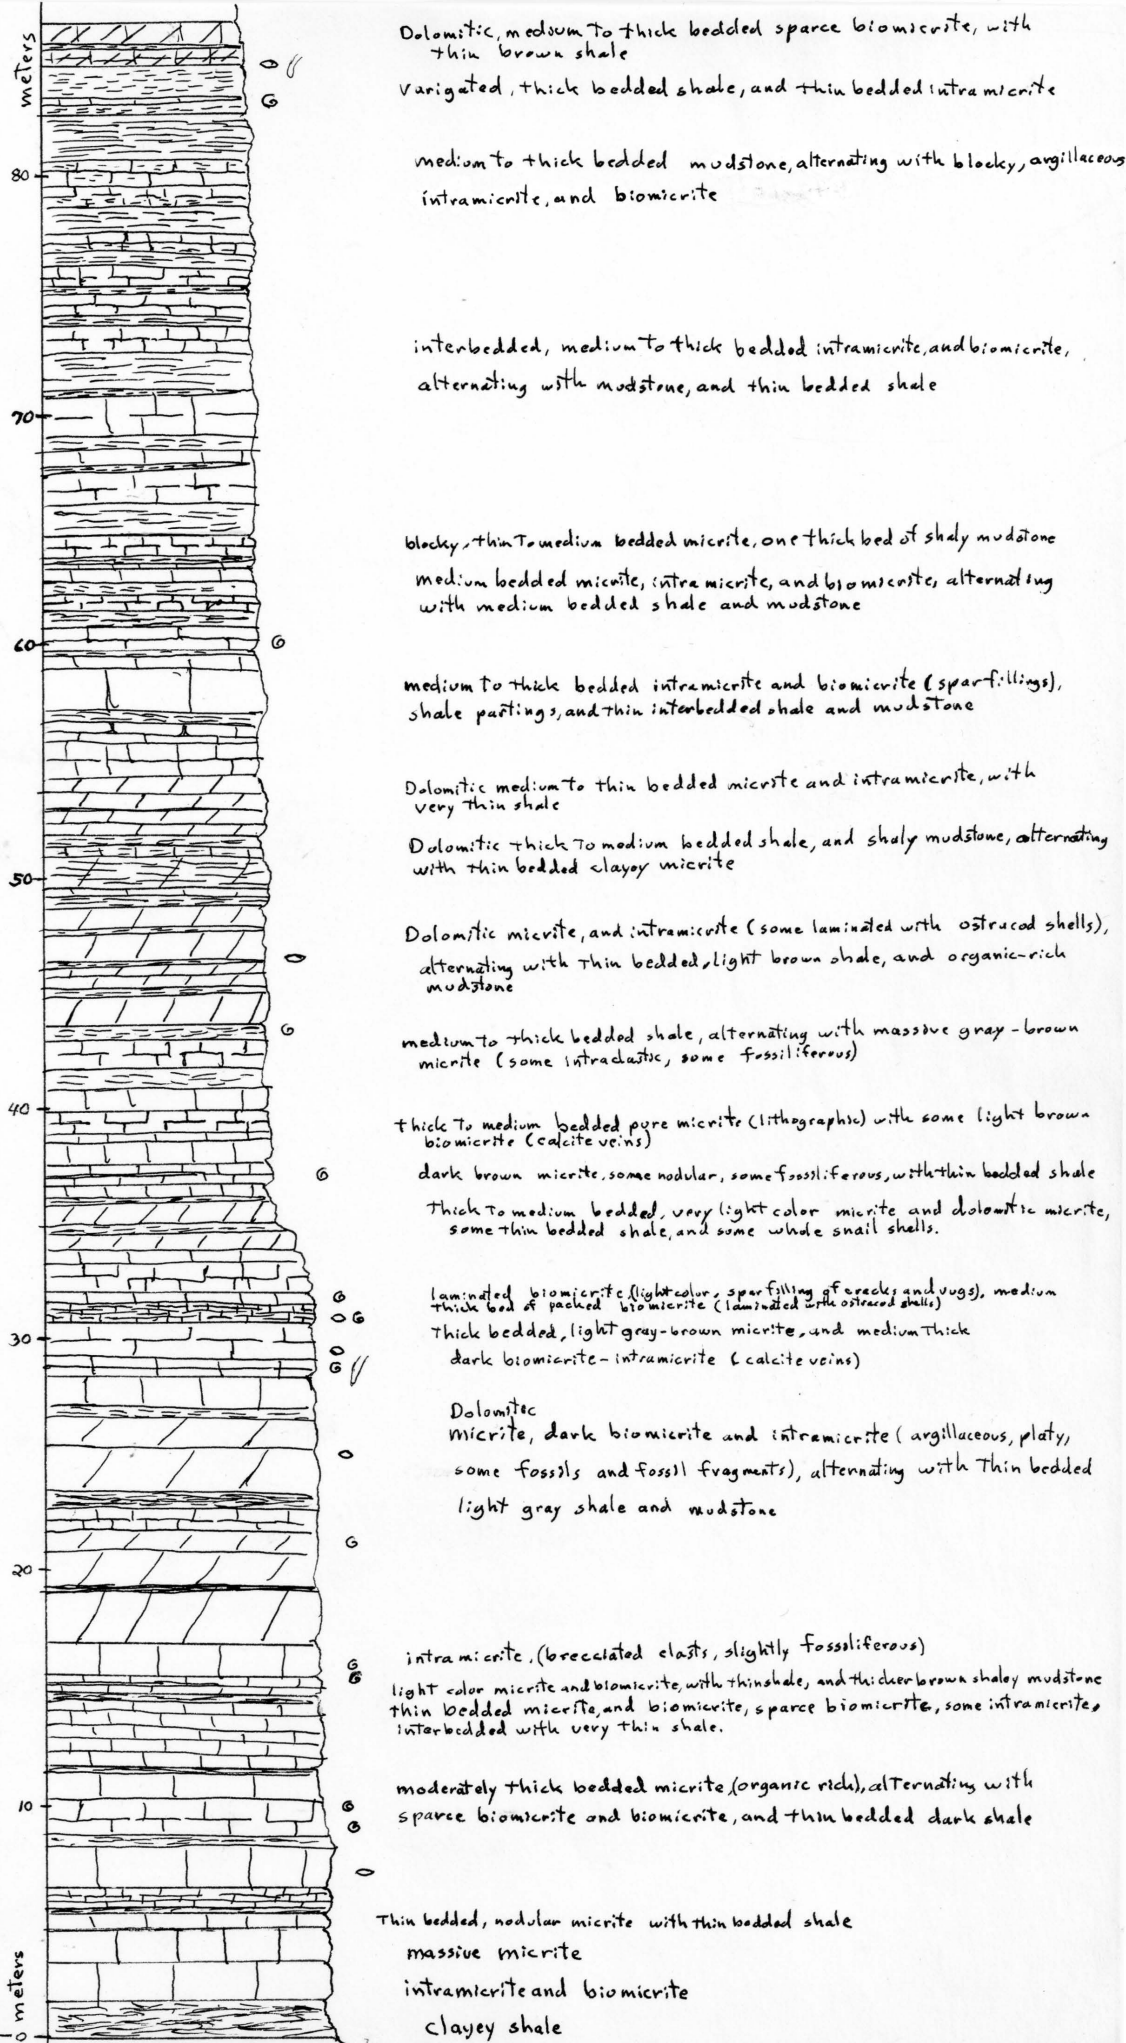 meters
Dolomitic, medium to thick bedded sparce biomicrite, with
thin brown shale
Varigated, thick bedded shale, and thin bedded intramicrite
medium to thick bedded mudstone, alternating with blocky, argillaceous
80
intramicrite, and biomicrite
interbedded, medium to thick bedded intramicrite, and biomicrite,
alternating with mudstone, and thin bedded shale
70
blocky, thin to medium bedded micrite, one thick bed of shaly mudstone
medium bedded micrite, intramicrite, and biomicrite, alternating
with medium bedded shale and mudstone
60
medium to thick bedded intramicrite and biomicrite (spar fillings),
shale partings, and thin interbedded shale and mudstone
Dolomitic medium to thin bedded micrite and intramicrite, with
very thin shale
Dolomitic thick to medium bedded shale, and shaly mudstone, alternating
with thin bedded clayey micrite
50
Dolomitic micrite, and intramicrite (some laminated with ostracod shells),
alternating with thin bedded, light brown shale, and organic-rich
mudstone
medium to thick bedded shale, alternating with massive gray-brown
micrite (some intraclastic, some fossiliferous)
40
thick to medium bedded pure micrite (lithographic) with some light brown
biomicrite (calcite veins)
dark brown micrite, some nodular, some fossliferous, with thin bedded shale
Thick to medium bedded, very light color micrite and dolomitic micrite,
some thin bedded shale, and some whole snail shells.
laminated biomicrite (light color, spar filling of cracks and vugs), medium
thick bed of packed biomicrite (laminated with ostracod shells)
30
Thick bedded, light gray-brown micrite, and medium thick
dark biomicrite-intramicrite (calcite veins)
Dolomitic
micrite, dark biomicrite and intramicrite (argillaceous, platy,
some fossils and fossil fragments), alternating with thin bedded
light gray shale and mudstone
20
intramicrite, (brecciated clasts, slightly fossoliferous)
light color micrite and biomicrite, with thin shale, and thicker brown shaley mudstone
thin bedded micrite, and biomicrite, sparce biomicrite, some intramicrite,
interbedded with very thin shale.
moderately thick bedded micrite (organic rich), alternating with
10
sparce biomicrite and biomicrite, and thin bedded dark shale
Thin bedded, nodular micrite with thin bedded shale
massive micrite
intramicrite and biomicrite
clayey shale
0 meters